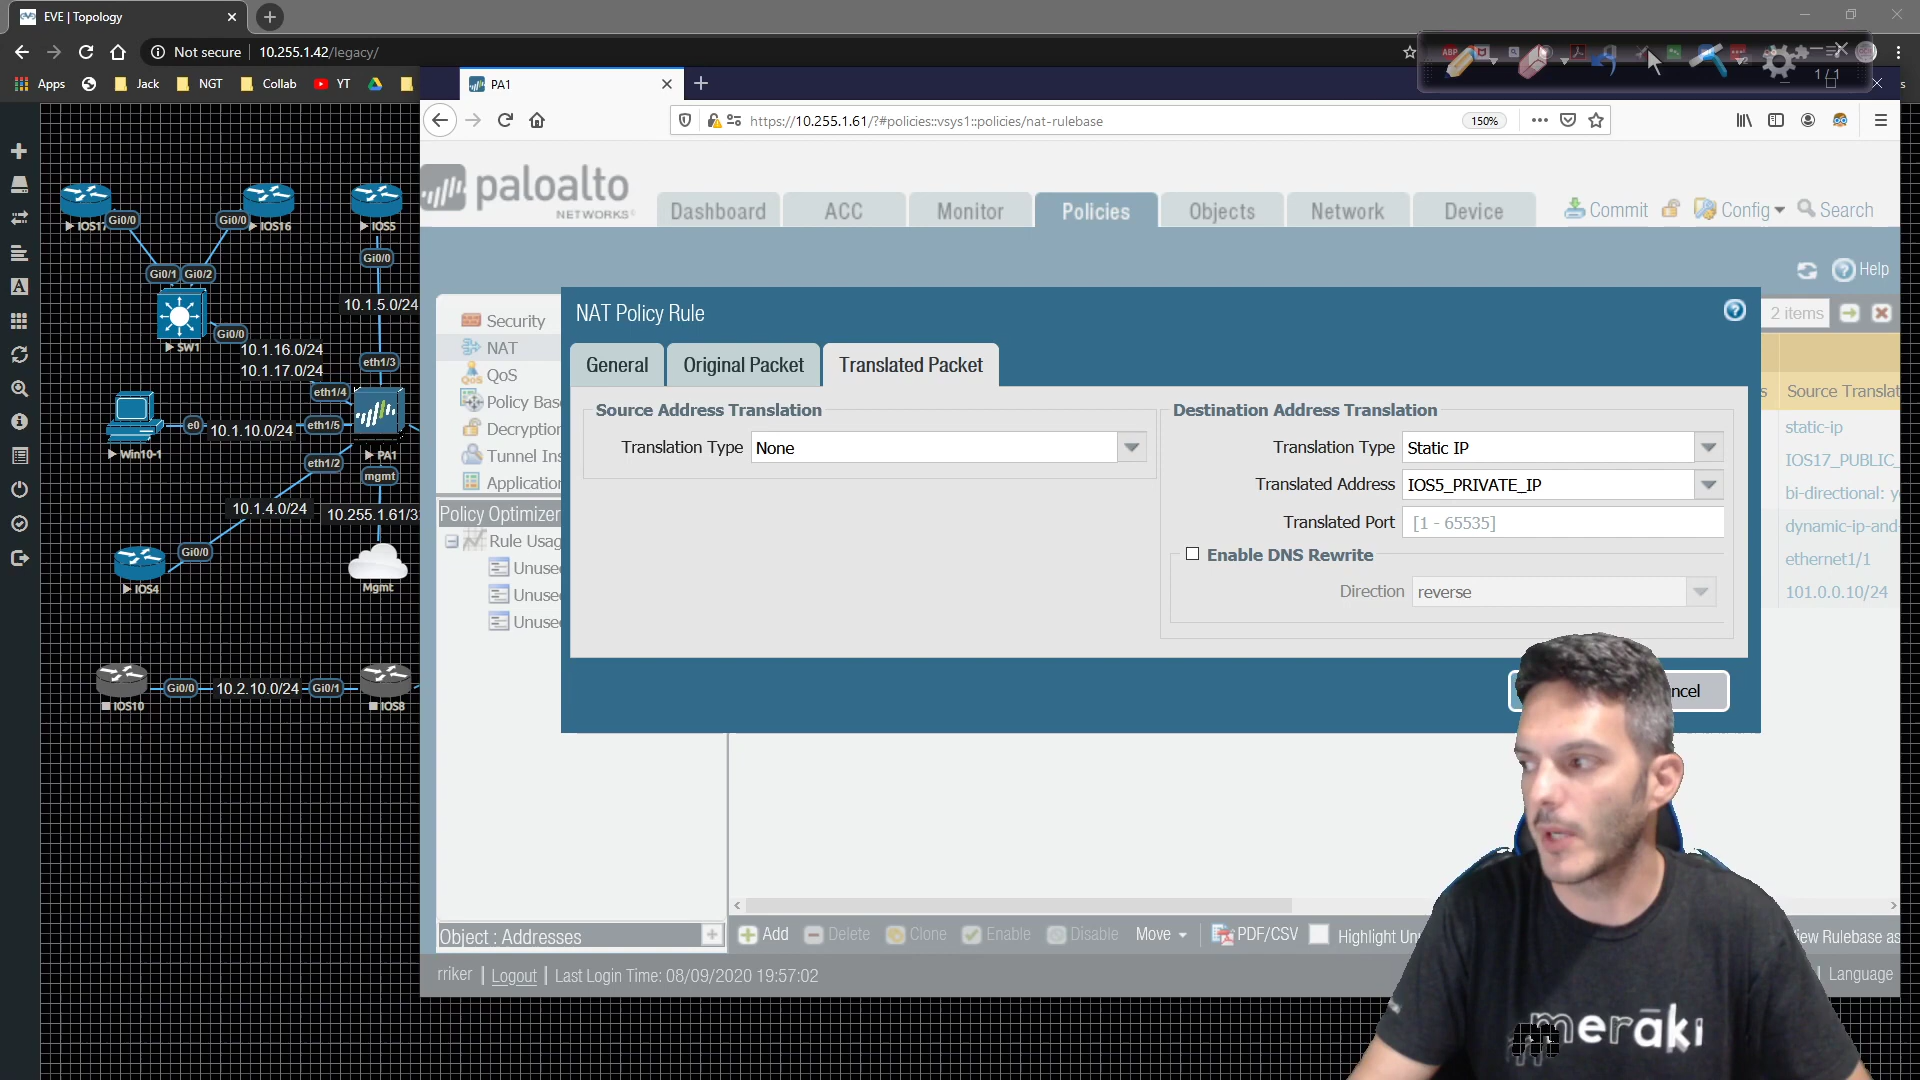 EVE | Topology
Not secure
10.255.1.42/legacy/
Apps
Jack
NGT
Collab
YT
ABP
1/1
PA1
https://10.255.1.61/?#policies::vsys1::policies/nat-rulebase
150%
paloalto
NETWORKS
Dashboard
ACC
Monitor
Policies
Objects
Network
Device
Commit
Config
Search
Help
2 items
Security
NAT
QoS
Policy Bas
Decryption
Tunnel Ins
Application
Policy Optimizer
Rule Usag
Unuse
Unuse
Unuse
Object : Addresses
NAT Policy Rule
General
Original Packet
Translated Packet
Source Address Translation
Translation Type
None
Destination Address Translation
Translation Type
Static IP
Translated Address
IOS5_PRIVATE_IP
Translated Port
[1 - 65535]
Enable DNS Rewrite
Direction
reverse
ncel
Source Translat
static-ip
IOS17_PUBLIC_
bi-directional: y
dynamic-ip-and-
ethernet1/1
101.0.0.10/24
Add
Delete
Clone
Enable
Disable
Move
PDF/CSV
Highlight Un
iew Rulebase as
rriker
Logout
Last Login Time: 08/09/2020 19:57:02
Language
IOS17
Gi0/0
Gi0/0
IOS16
IOS5
Gi0/1
Gi0/2
Gi0/0
SW1
Gi0/0
10.1.5.0/24
10.1.16.0/24
10.1.17.0/24
eth1/3
eth1/4
Win10-1
e0
10.1.10.0/24
eth1/5
PA1
eth1/2
mgmt
10.1.4.0/24
10.255.1.61/3
IOS4
Gi0/0
Mgmt
IOS10
Gi0/0
10.2.10.0/24
Gi0/1
IOS8
meraki